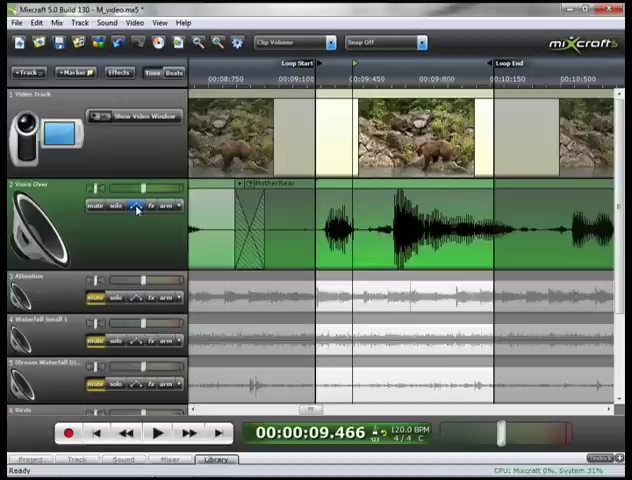 Mixcraft 5.0 Build 130 - M_video.mx5 *
File Edit Mix Track Sound Video View Help
Clip Volume Snap Off mixcraft5
Loop Start Loop End
+Track +Marker Effects Time Beats
00:08:750 00:09:100 00:09:450 00:09:800 00:10:150 00:10:500
1 Video Track
Show Video Window
2 Voice Over
MotherBear
mute solo fx arm
3 Attention
mute solo fx arm
4 Waterfall Small 1
mute solo fx arm
mute solo fx arm
6 Birds
00:00:09.466 120.0 BPM
4 / 4 C
Project Track Sound Mixer Library
Ready CPU: Mixcraft 0%, System 31%